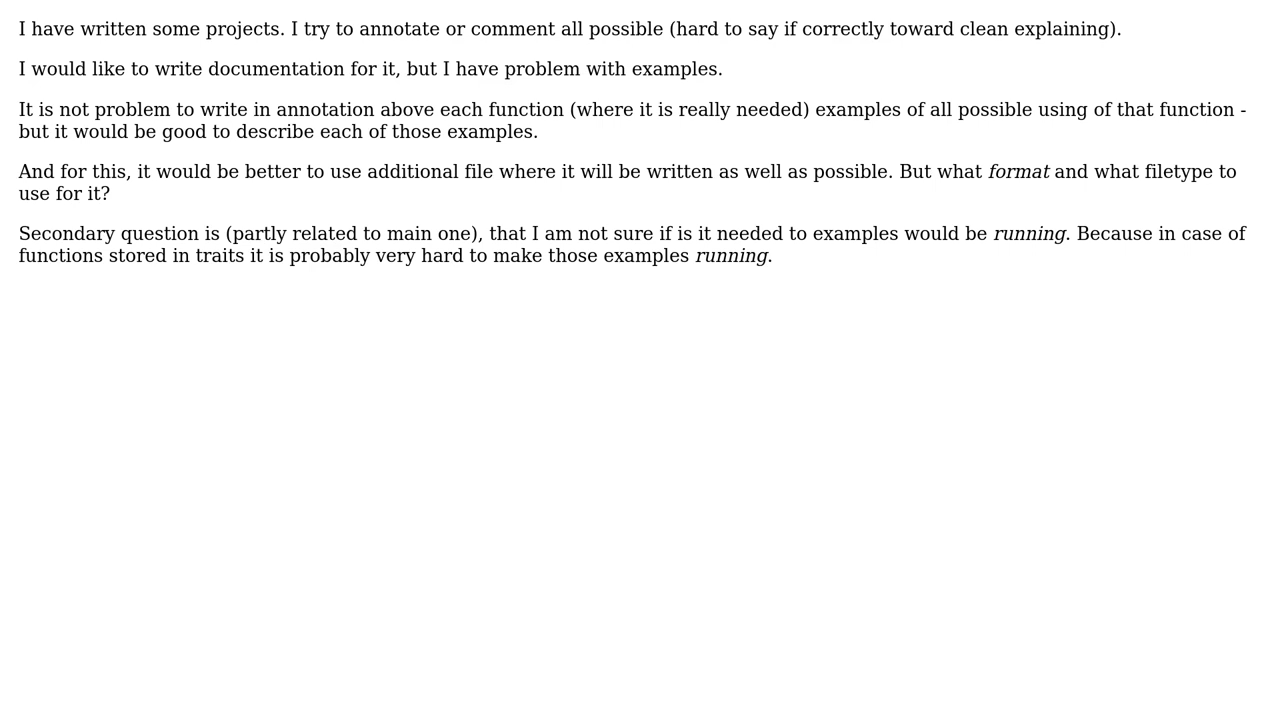 I have written some projects. I try to annotate or comment all possible (hard to say if correctly toward clean explaining).
I would like to write documentation for it, but I have problem with examples.
It is not problem to write in annotation above each function (where it is really needed) examples of all possible using of that function -
but it would be good to describe each of those examples.
And for this, it would be better to use additional file where it will be written as well as possible. But what format and what filetype to
use for it?
Secondary question is (partly related to main one), that I am not sure if is it needed to examples would be running. Because in case of
functions stored in traits it is probably very hard to make those examples running.